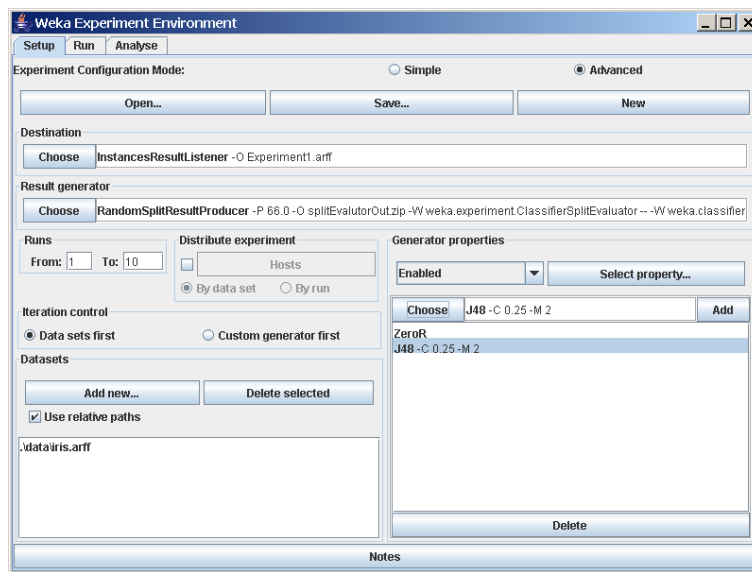 Weka Experiment Environment
Setup Run Analyse
Experiment Configuration Mode: Simple Advanced
Open... Save... New
Destination
Choose InstancesResultListener -O Experiment1.arff
Result generator
Choose RandomSplitResultProducer -P 66.0 -O splitEvalutorOut.zip -W weka.experiment.ClassifierSplitEvaluator -- -W weka.classifier
Runs
From: 1 To: 10
Distribute experiment
Hosts
By data set By run
Generator properties
Enabled Select property...
Iteration control
Data sets first Custom generator first
Choose J48 -C 0.25 -M 2 Add
ZeroR
J48 -C 0.25 -M 2
Datasets
Add new... Delete selected
Use relative paths
.\data\iris.arff
Delete
Notes